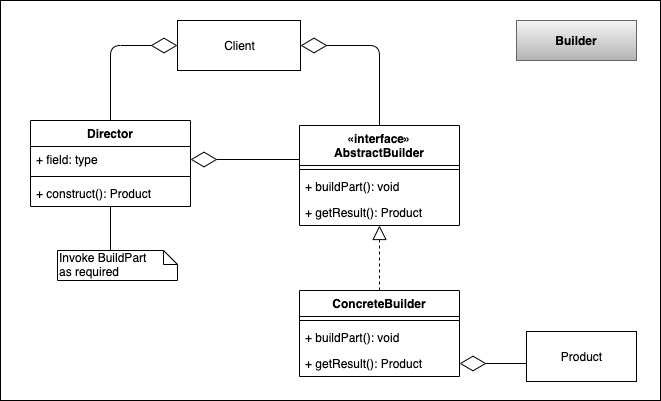 Client
Builder
Director
+ field: type
+ construct(): Product
Invoke BuildPart
as required
«interface»
AbstractBuilder
+ buildPart(): void
+ getResult(): Product
ConcreteBuilder
+ buildPart(): void
+ getResult(): Product
Product